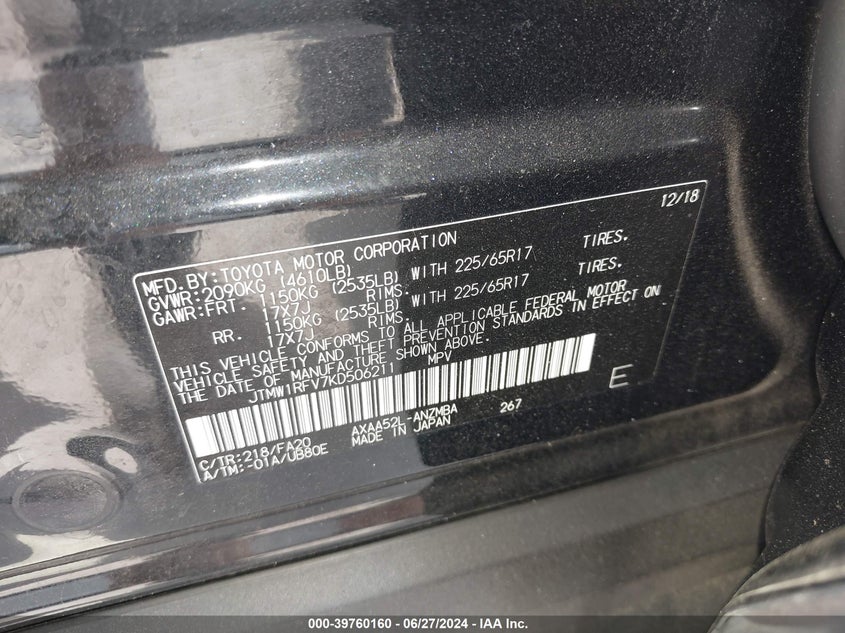 12/18
MFD. BY: TOYOTA MOTOR CORPORATION
GVWR: 2090KG (4610LB)
GAWR: FRT. 1150KG (2535LB) WITH 225/65R17 TIRES.
17X7J RIMS.
RR. 1150KG (2535LB) WITH 225/65R17 TIRES.
17X7J RIMS.
THIS VEHICLE CONFORMS TO ALL APPLICABLE FEDERAL MOTOR
VEHICLE SAFETY AND THEFT PREVENTION STANDARDS IN EFFECT ON
THE DATE OF MANUFACTURE SHOWN ABOVE.
JTMW1RFV7KD506211 MPV
E
C/TR: 218/FA20 AXAA52L-ANZMBA 267
A/TM: -01A/UB80E MADE IN JAPAN
000-39760160 - 06/27/2024 - IAA Inc.